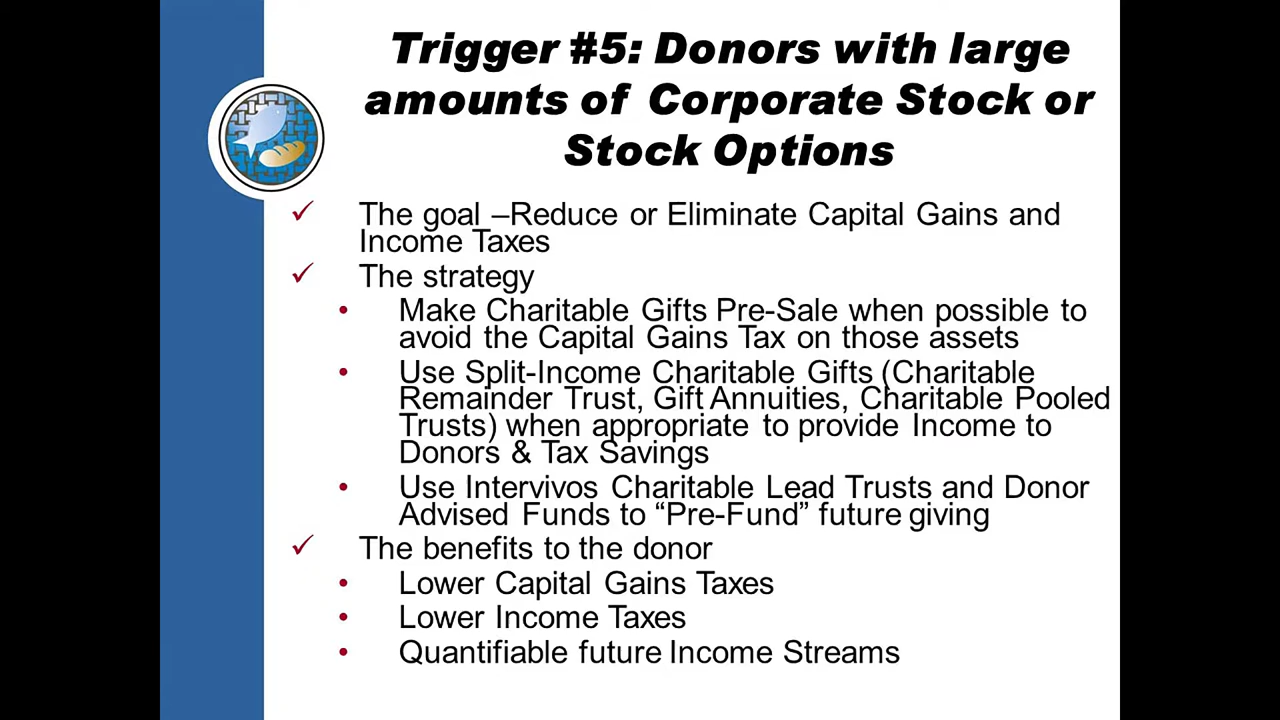 Trigger #5: Donors with large
amounts of Corporate Stock or
Stock Options
✓ The goal –Reduce or Eliminate Capital Gains and
Income Taxes
✓ The strategy
• Make Charitable Gifts Pre-Sale when possible to
avoid the Capital Gains Tax on those assets
• Use Split-Income Charitable Gifts (Charitable
Remainder Trust, Gift Annuities, Charitable Pooled
Trusts) when appropriate to provide Income to
Donors & Tax Savings
• Use Intervivos Charitable Lead Trusts and Donor
Advised Funds to “Pre-Fund” future giving
✓ The benefits to the donor
• Lower Capital Gains Taxes
• Lower Income Taxes
• Quantifiable future Income Streams